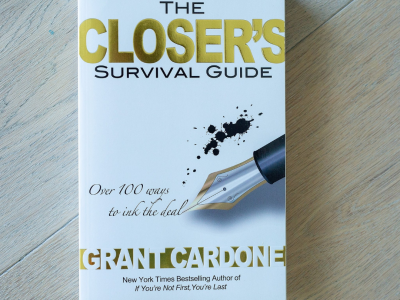 THE
CLOSER'S
SURVIVAL GUIDE
Over 100 ways
to ink the deal
GRANT CARDONE
New York Times Bestselling Author of
If You're Not First, You're Last